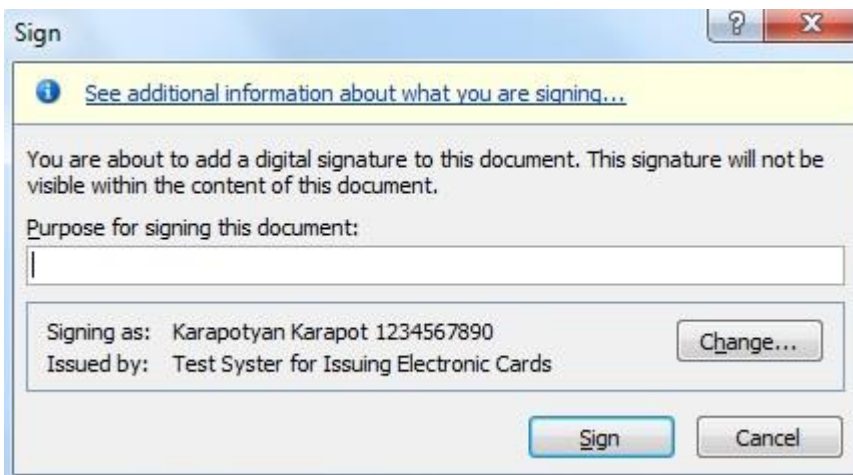 Sign
?
X
See additional information about what you are signing...
You are about to add a digital signature to this document. This signature will not be
visible within the content of this document.
Purpose for signing this document:
Signing as: Karapotyan Karapot 1234567890
Change...
Issued by: Test Syster for Issuing Electronic Cards
Sign
Cancel